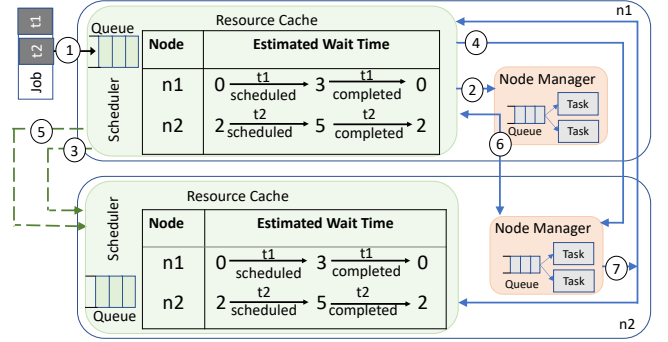 t1
t2
Job
1
Queue
Scheduler
Resource Cache
n1
Node Estimated Wait Time
n1 0 t1 scheduled 3 t1 completed 0
n2 2 t2 scheduled 5 t2 completed 2
4
2
Node Manager
Queue
Task
Task
5
3
6
Resource Cache
Scheduler
Queue
Node Estimated Wait Time
n1 0 t1 scheduled 3 t1 completed 0
n2 2 t2 scheduled 5 t2 completed 2
Node Manager
Queue
Task
Task
7
n2